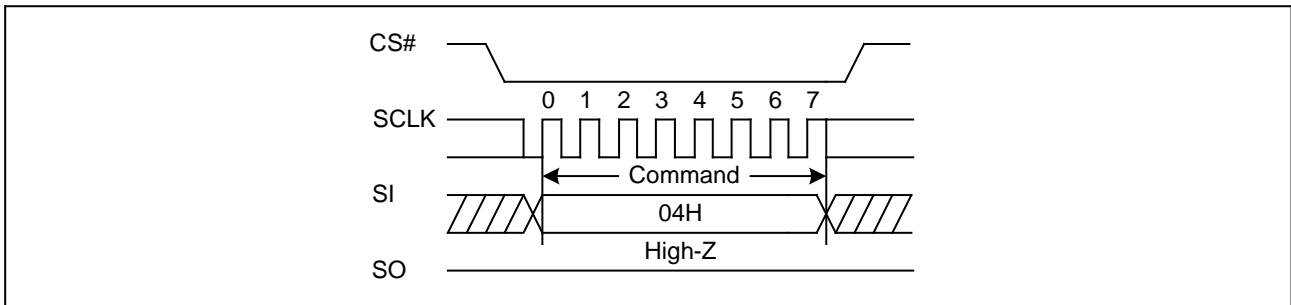 CS#
0 1 2 3 4 5 6 7
SCLK
Command
SI
04H
High-Z
SO